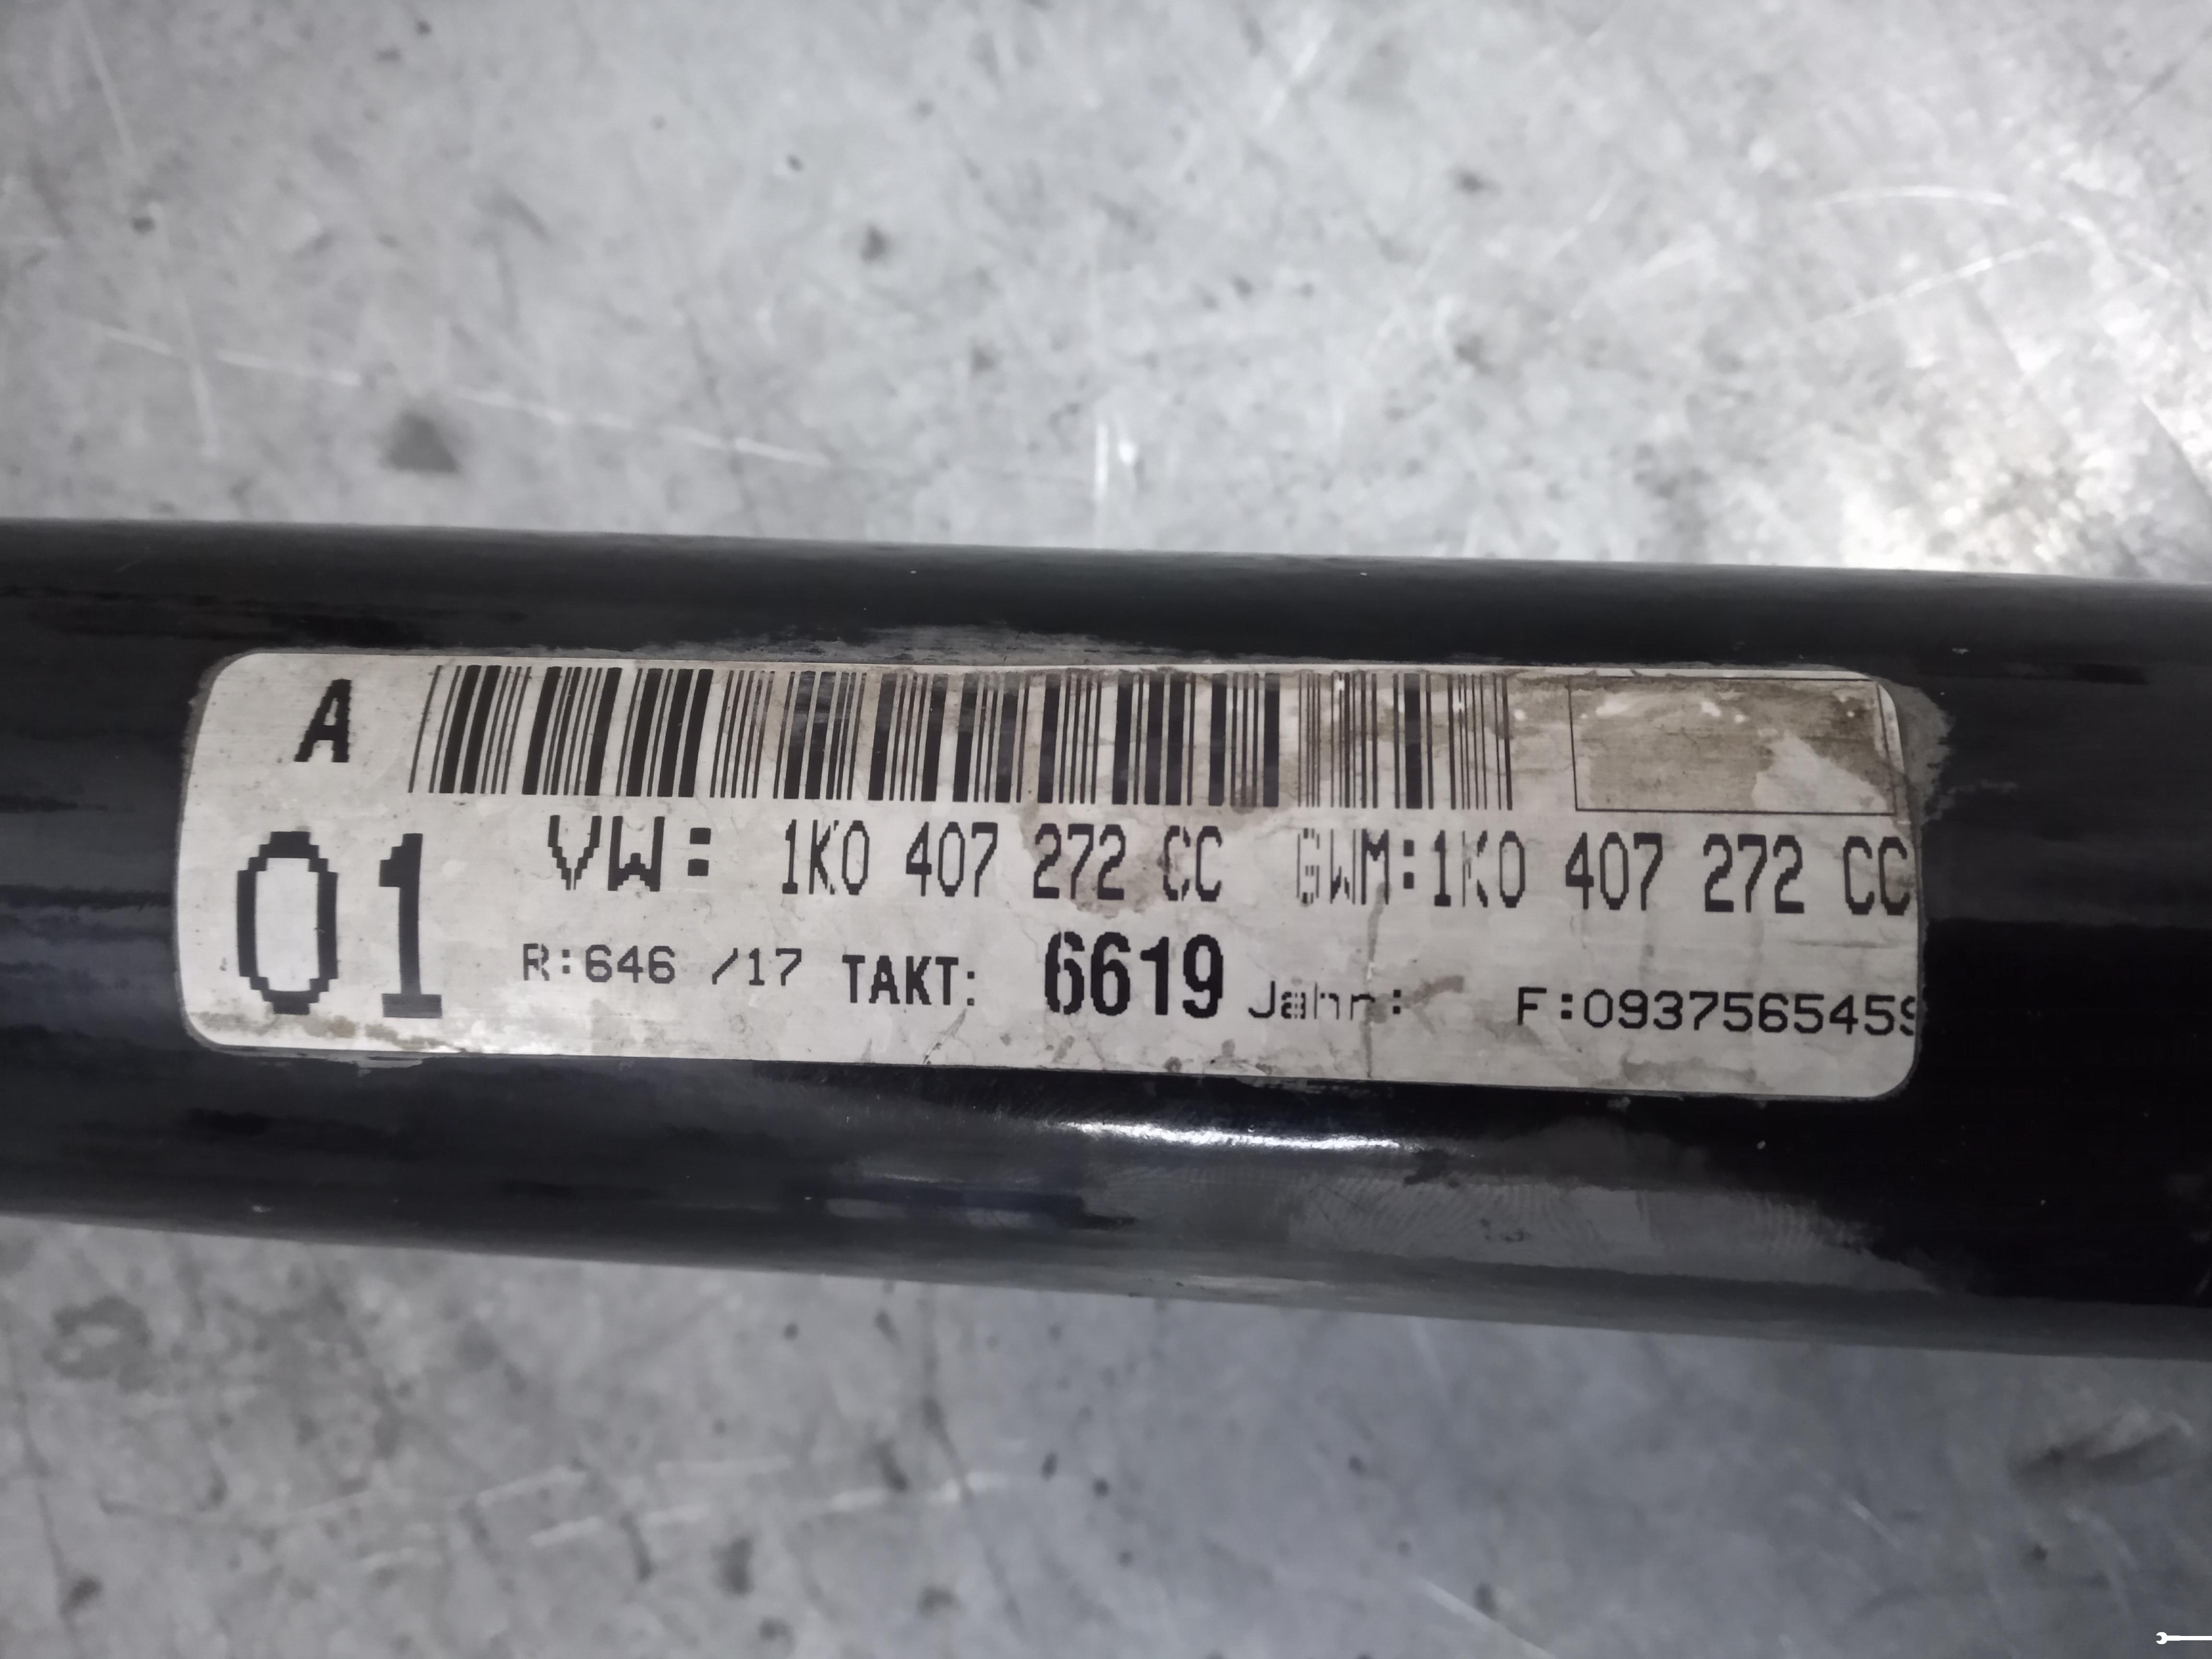 A
01
VW: 1K0 407 272 CC GWM:1K0 407 272 CC
R:646 /17 TAKT: 6619 Jahr: F:0937565459